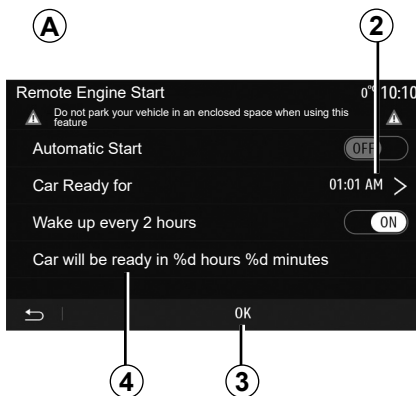 A
2
Remote Engine Start
0° 10:10
Do not park your vehicle in an enclosed space when using this
feature
Automatic Start
OFF
Car Ready for
01:01 AM
Wake up every 2 hours
ON
Car will be ready in %d hours %d minutes
OK
4
3